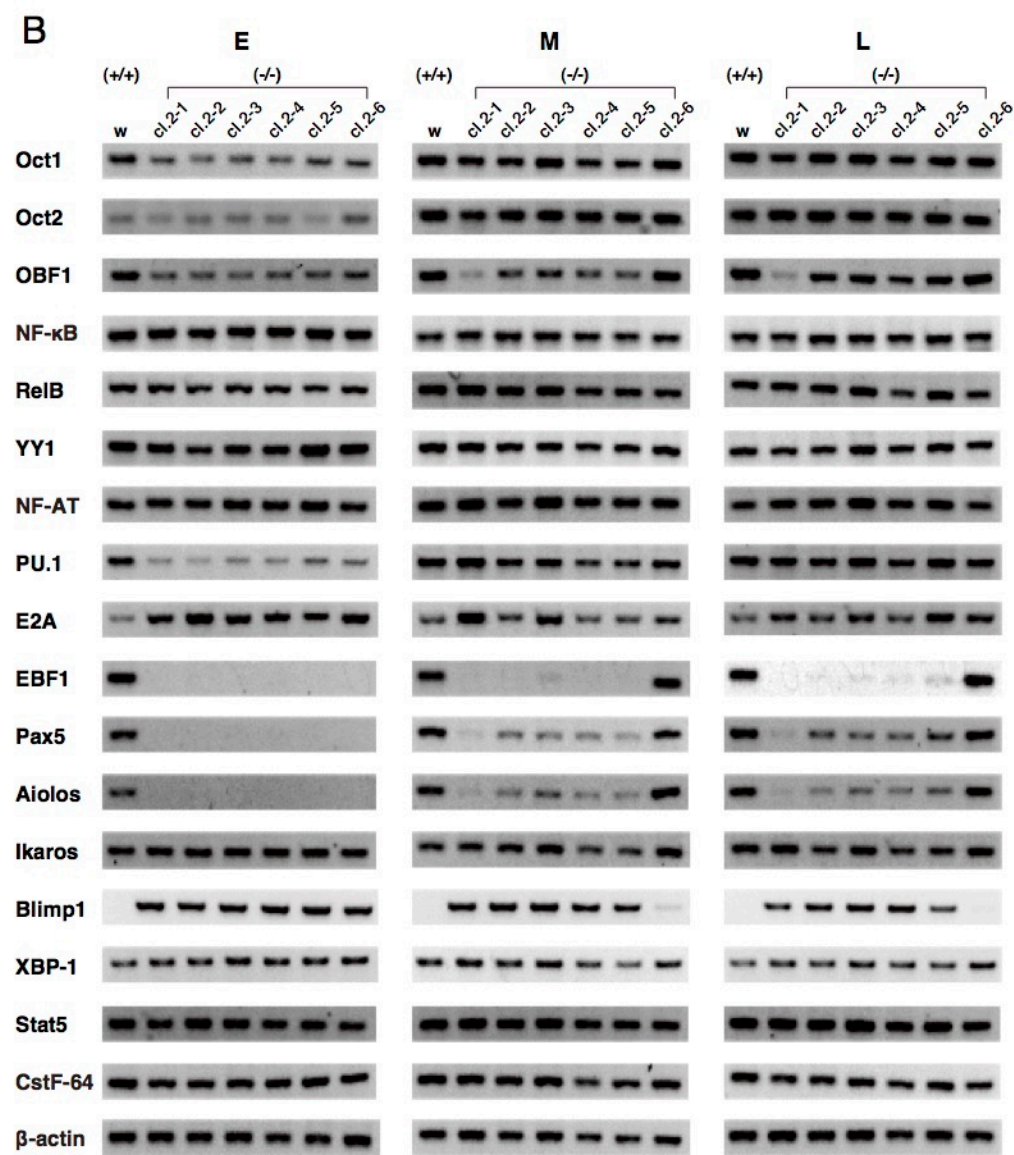 B
E M L
(+/+) (-/-) (+/+) (-/-) (+/+) (-/-)
w cl.2-1 cl.2-2 cl.2-3 cl.2-4 cl.2-5 cl.2-6 w cl.2-1 cl.2-2 cl.2-3 cl.2-4 cl.2-5 cl.2-6 w cl.2-1 cl.2-2 cl.2-3 cl.2-4 cl.2-5 cl.2-6
Oct1
Oct2
OBF1
NF-κB
RelB
YY1
NF-AT
PU.1
E2A
EBF1
Pax5
Aiolos
Ikaros
Blimp1
XBP-1
Stat5
CstF-64
β-actin